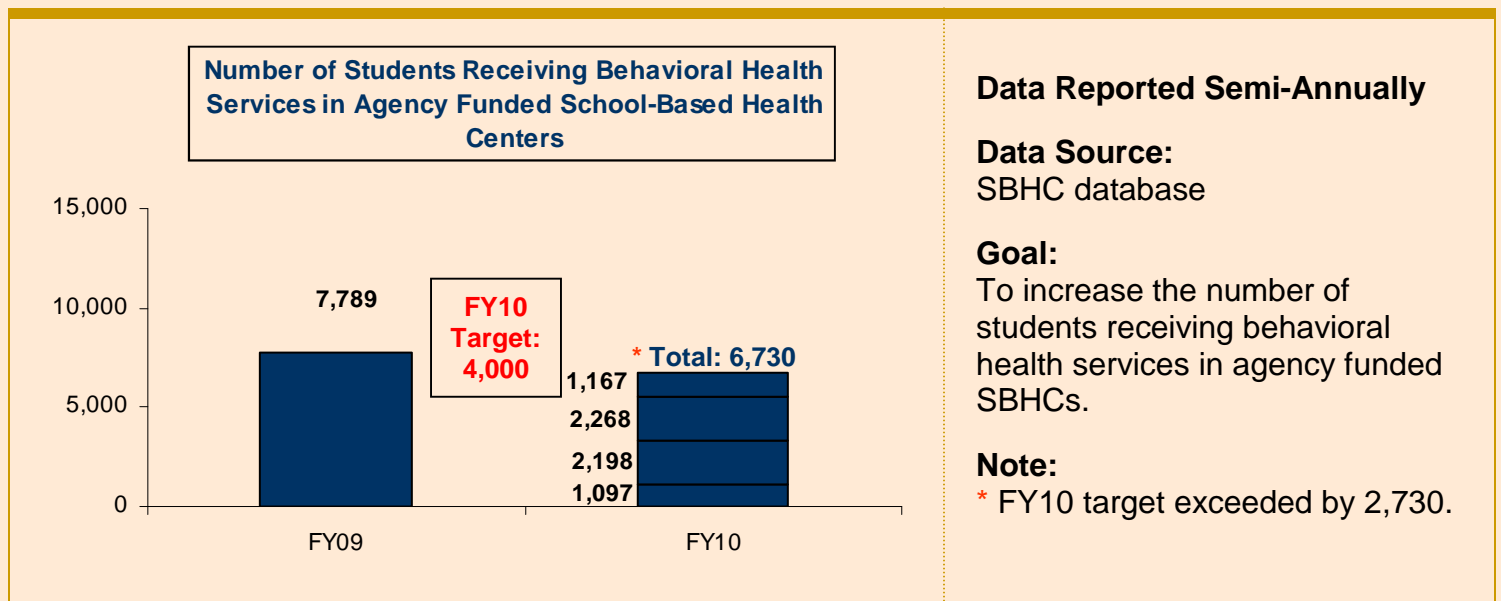 Number of Students Receiving Behavioral Health
Services in Agency Funded School-Based Health
Centers
15,000
10,000
5,000
0
7,789
FY10
Target:
4,000
* Total: 6,730
1,167
2,268
2,198
1,097
FY09
FY10
Data Reported Semi-Annually
Data Source:
SBHC database
Goal:
To increase the number of
students receiving behavioral
health services in agency funded
SBHCs.
Note:
* FY10 target exceeded by 2,730.